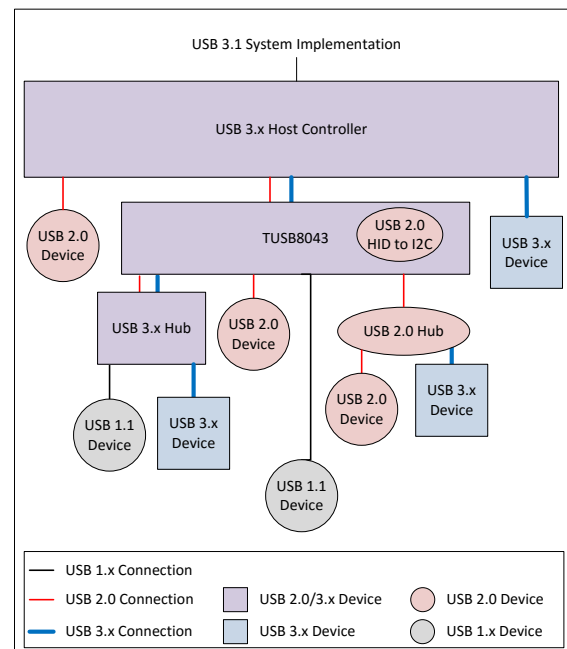 USB 3.1 System Implementation
USB 3.x Host Controller
USB 2.0
Device
TUSB8043
USB 2.0
HID to I2C
USB 3.x
Device
USB 3.x Hub
USB 2.0
Device
USB 2.0 Hub
USB 1.1
Device
USB 3.x
Device
USB 2.0
Device
USB 3.x
Device
USB 1.1
Device
USB 1.x Connection
USB 2.0 Connection
USB 2.0/3.x Device
USB 2.0 Device
USB 3.x Connection
USB 3.x Device
USB 1.x Device